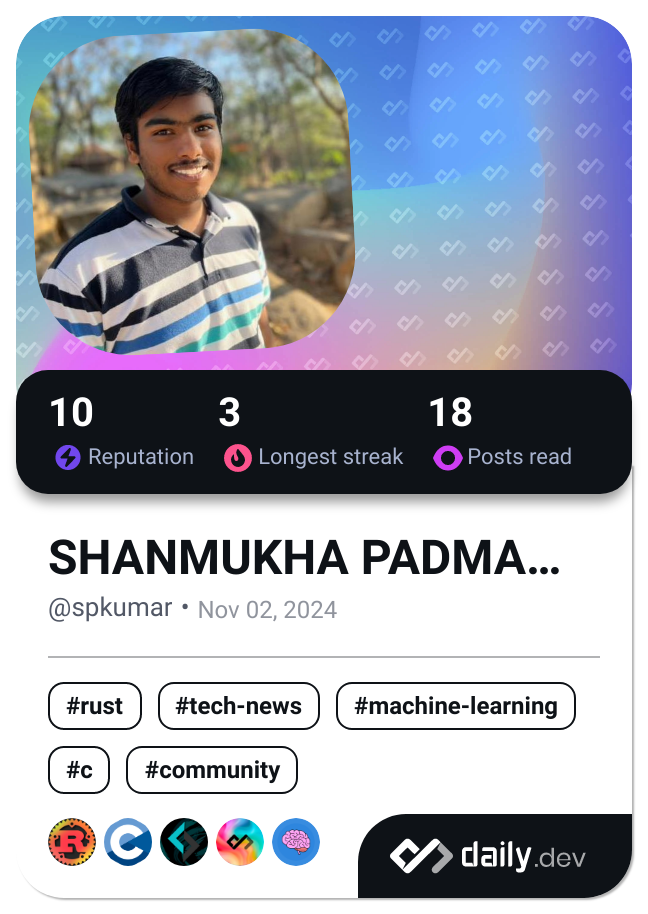 10 3 18
Reputation Longest streak Posts read
SHANMUKHA PADMA...
@spkumar • Nov 02, 2024
#rust #tech-news #machine-learning
#c #community
R C
daily.dev